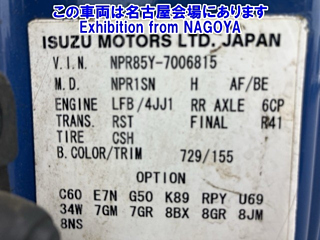 この車両は名古屋会場にあります
Exhibition from NAGOYA
ISUZU MOTORS LTD. JAPAN
V.I.N. NPR85Y-7006815
M.D. NPR1SN H AF/BE
ENGINE LFB/4JJ1 RR AXLE 6CP
TRANS. RST FINAL R41
TIRE CSH
B.COLOR/TRIM 729/155
OPTION
C60 E7N G50 K89 RPY U69
34W 7GM 7GR 8BX 8GR 8JM
8NS